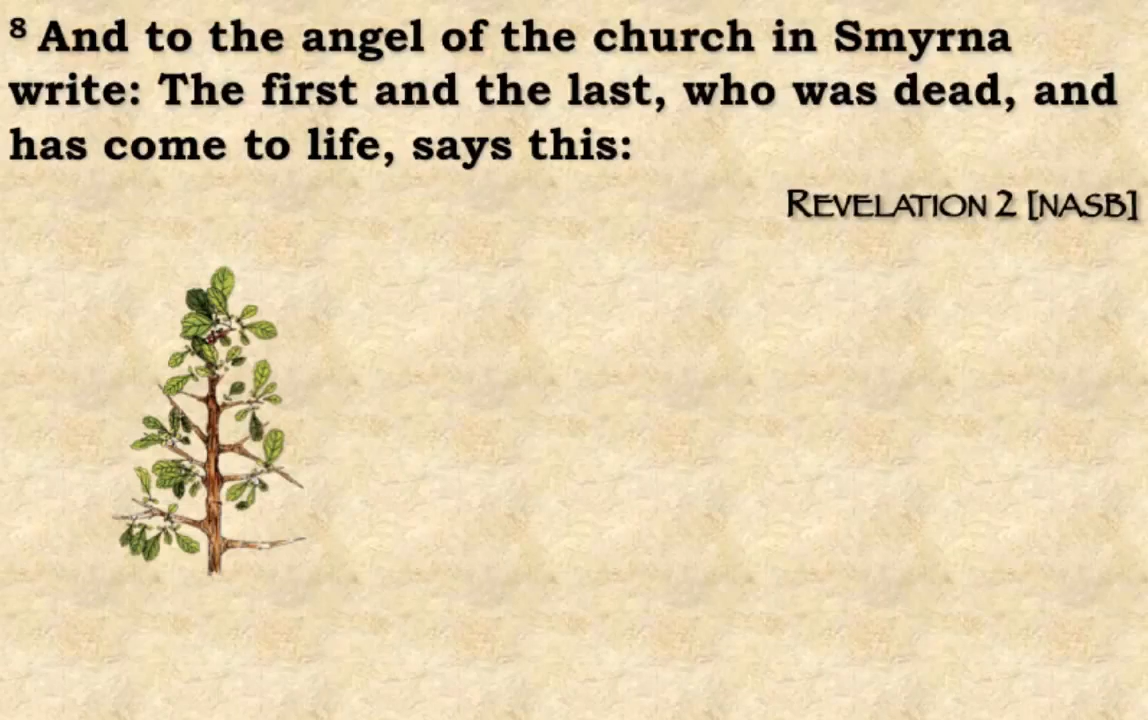 ⁸ And to the angel of the church in Smyrna
write: The first and the last, who was dead, and
has come to life, says this:
REVELATION 2 [NASB]